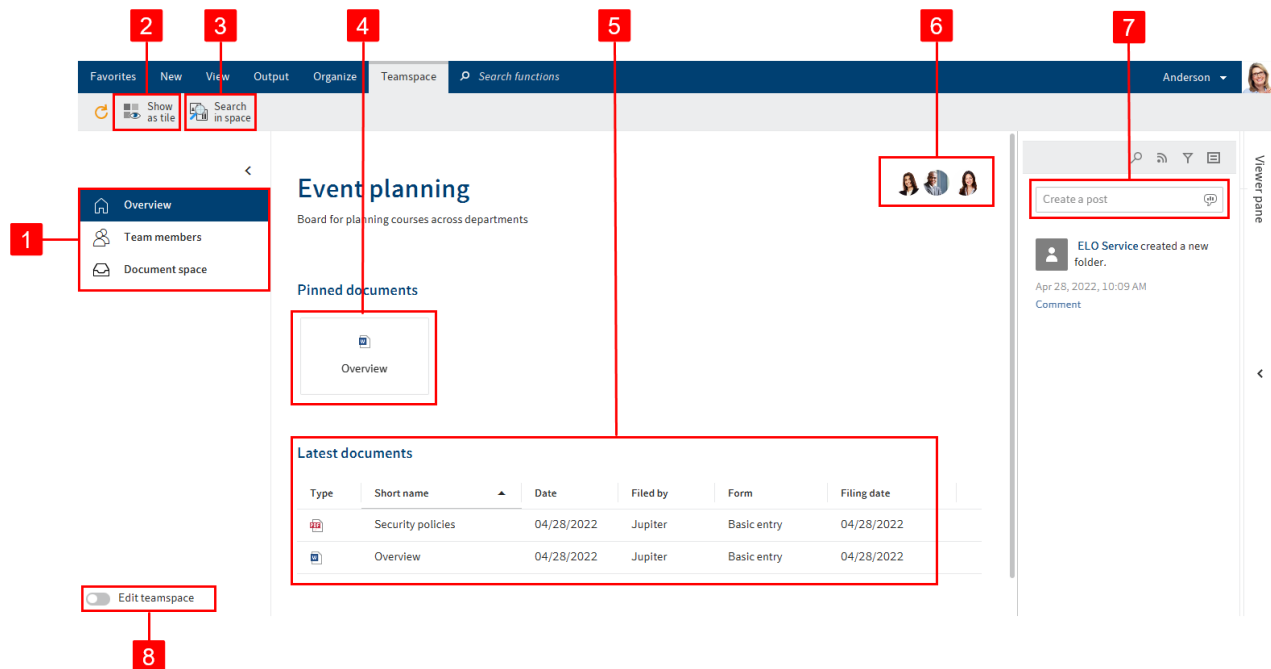 2 3 4 5 6 7
Favorites New View Output Organize Teamspace Search functions Anderson
Show as tile
Search in space
Viewer pane
1
Overview
Team members
Document space
Event planning
Board for planning courses across departments
Create a post
ELO Service created a new
folder.
Apr 28, 2022, 10:09 AM
Comment
Pinned documents
W
Overview
Latest documents
Type Short name Date Filed by Form Filing date
PDF Security policies 04/28/2022 Jupiter Basic entry 04/28/2022
W Overview 04/28/2022 Jupiter Basic entry 04/28/2022
Edit teamspace
8